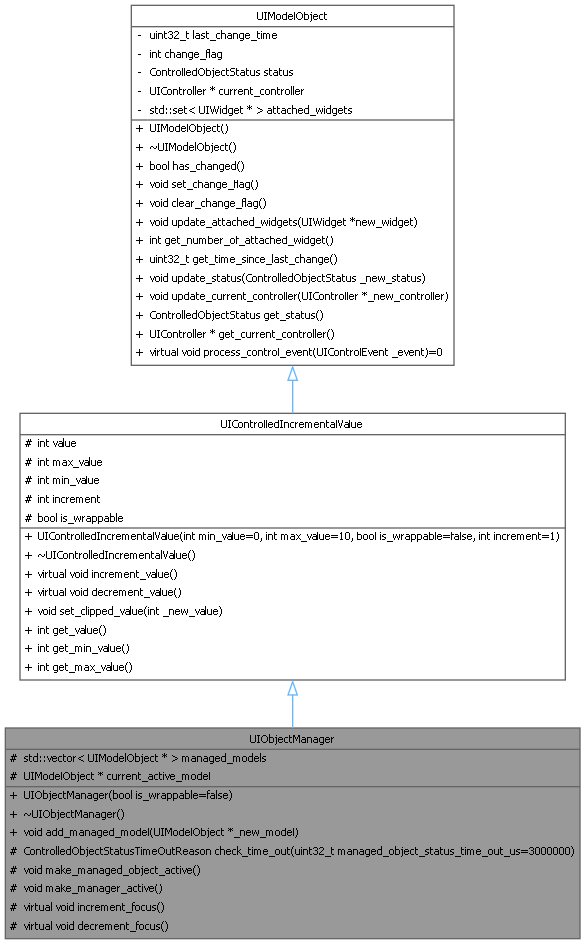 UIModelObject
- uint32_t last_change_time
- int change_flag
- ControlledObjectStatus status
- UIController * current_controller
- std::set< UIWidget * > attached_widgets
+ UIModelObject()
+ ~UIModelObject()
+ bool has_changed()
+ void set_change_flag()
+ void clear_change_flag()
+ void update_attached_widgets(UIWidget *new_widget)
+ int get_number_of_attached_widget()
+ uint32_t get_time_since_last_change()
+ void update_status(ControlledObjectStatus _new_status)
+ void update_current_controller(UIController *_new_controller)
+ ControlledObjectStatus get_status()
+ UIController * get_current_controller()
+ virtual void process_control_event(UIControlEvent _event)=0
UIControlledIncrementalValue
# int value
# int max_value
# int min_value
# int increment
# bool is_wrappable
+ UIControlledIncrementalValue(int min_value=0, int max_value=10, bool is_wrappable=false, int increment=1)
+ ~UIControlledIncrementalValue()
+ virtual void increment_value()
+ virtual void decrement_value()
+ void set_clipped_value(int _new_value)
+ int get_value()
+ int get_min_value()
+ int get_max_value()
UIObjectManager
# std::vector< UIModelObject * > managed_models
# UIModelObject * current_active_model
+ UIObjectManager(bool is_wrappable=false)
+ ~UIObjectManager()
+ void add_managed_model(UIModelObject *_new_model)
# ControlledObjectStatusTimeOutReason check_time_out(uint32_t managed_object_status_time_out_us=3000000)
# void make_managed_object_active()
# void make_manager_active()
# virtual void increment_focus()
# virtual void decrement_focus()